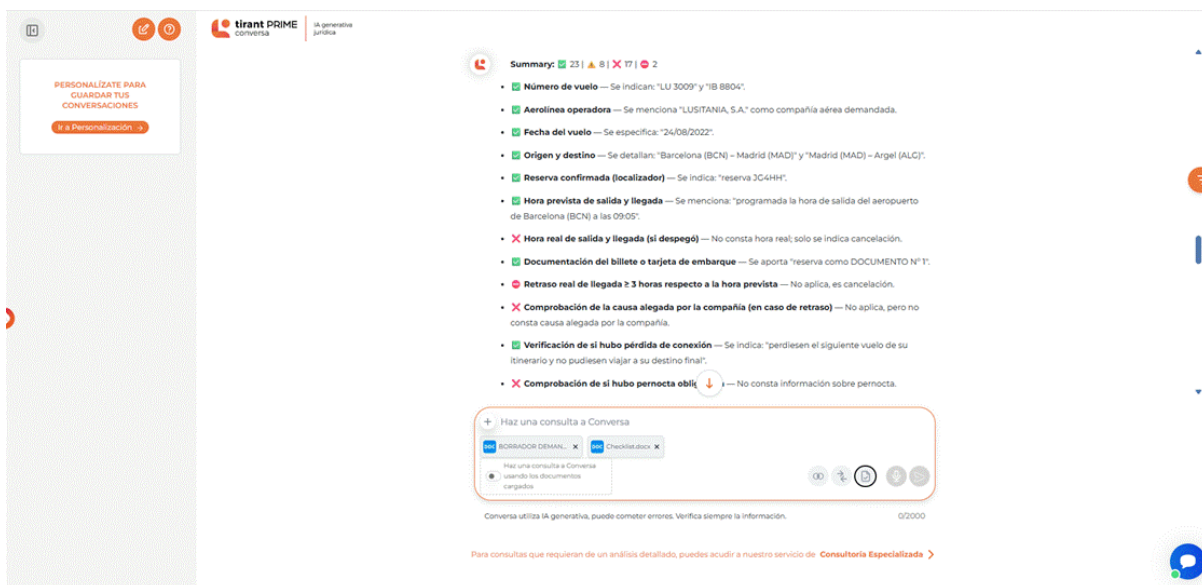 tirant PRIME
conversa
IA generativa
jurídica
PERSONALÍZATE PARA
GUARDAR TUS
CONVERSACIONES
Ir a Personalización →
Summary: ✅ 23 | ⚠️ 8 | ❌ 17 | ⛔ 2
• ✅ Número de vuelo — Se indican: "LU 3009" y "IB 8804".
• ✅ Aerolínea operadora — Se menciona "LUSITANIA, S.A." como compañía aérea demandada.
• ✅ Fecha del vuelo — Se especifica: "24/08/2022".
• ✅ Origen y destino — Se detallan: "Barcelona (BCN) – Madrid (MAD)" y "Madrid (MAD) – Argel (ALG)".
• ✅ Reserva confirmada (localizador) — Se indica: "reserva JG4HH".
• ✅ Hora prevista de salida y llegada — Se menciona: "programada la hora de salida del aeropuerto
de Barcelona (BCN) a las 09:05".
• ❌ Hora real de salida y llegada (si despegó) — No consta hora real; solo se indica cancelación.
• ✅ Documentación del billete o tarjeta de embarque — Se aporta "reserva como DOCUMENTO Nº 1".
• ⛔ Retraso real de llegada ≥ 3 horas respecto a la hora prevista — No aplica, es cancelación.
• ❌ Comprobación de la causa alegada por la compañía (en caso de retraso) — No aplica, pero no
consta causa alegada por la compañía.
• ✅ Verificación de si hubo pérdida de conexión — Se indica: "perdiesen el siguiente vuelo de su
itinerario y no pudiesen viajar a su destino final".
• ❌ Comprobación de si hubo pernocta — No consta información sobre pernocta.
Haz una consulta a Conversa
DOC BORRADOR DEMAN... × DOC Checklist.docx ×
Haz una consulta a Conversa
usando los documentos
cargados
Conversa utiliza IA generativa, puede cometer errores. Verifica siempre la información. 0/2000
Para consultas que requieran de un análisis detallado, puedes acudir a nuestro servicio de Consultoría Especializada >